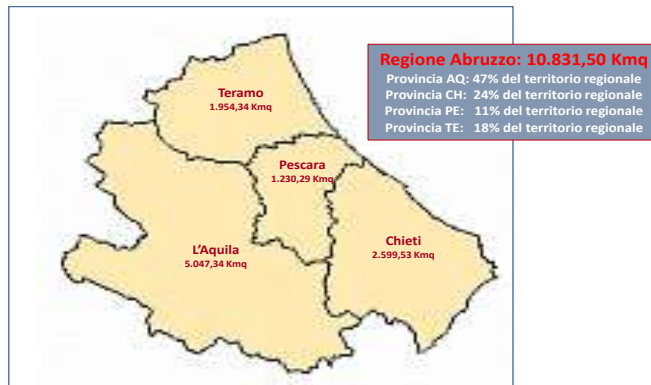 Regione Abruzzo: 10.831,50 Kmq
Provincia AQ: 47% del territorio regionale
Provincia CH: 24% del territorio regionale
Provincia PE: 11% del territorio regionale
Provincia TE: 18% del territorio regionale
Teramo
1.954,34 Kmq
Pescara
1.230,29 Kmq
L'Aquila
5.047,34 Kmq
Chieti
2.599,53 Kmq